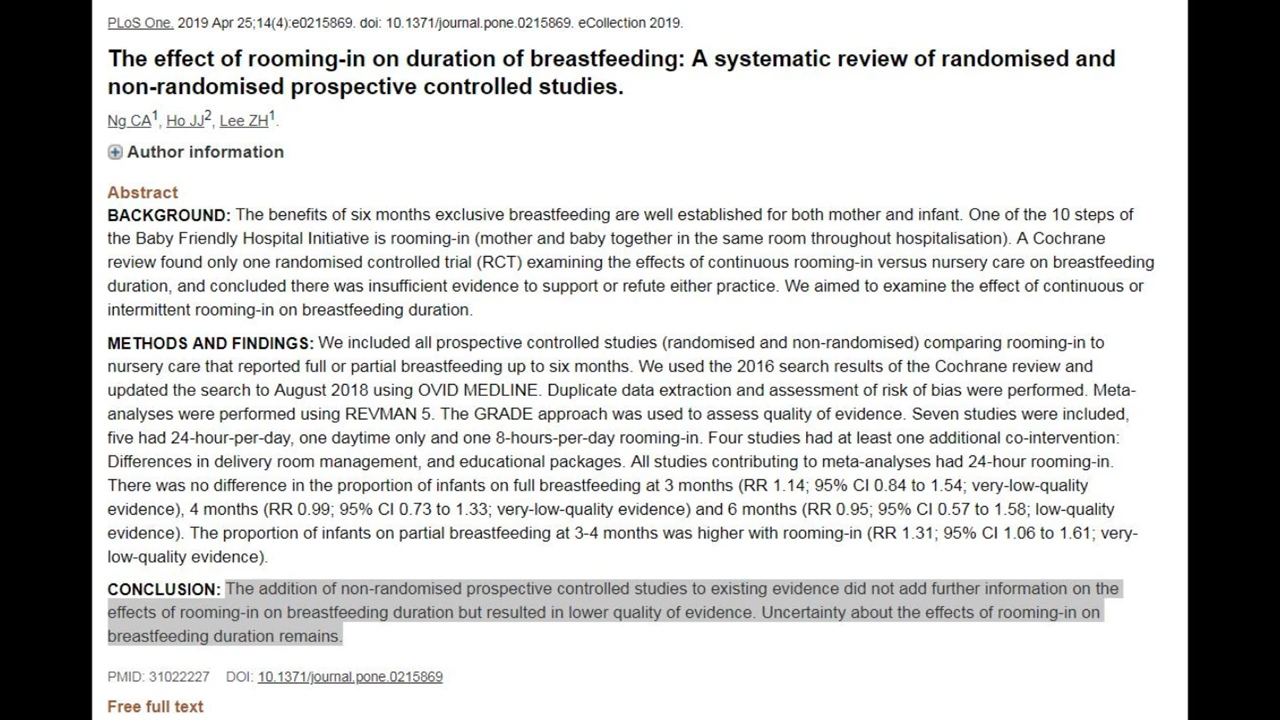 PLoS One. 2019 Apr 25;14(4):e0215869. doi: 10.1371/journal.pone.0215869. eCollection 2019.
The effect of rooming-in on duration of breastfeeding: A systematic review of randomised and
non-randomised prospective controlled studies.
Ng CA1, Ho JJ2, Lee ZH1.
Author information
Abstract
BACKGROUND: The benefits of six months exclusive breastfeeding are well established for both mother and infant. One of the 10 steps of
the Baby Friendly Hospital Initiative is rooming-in (mother and baby together in the same room throughout hospitalisation). A Cochrane
review found only one randomised controlled trial (RCT) examining the effects of continuous rooming-in versus nursery care on breastfeeding
duration, and concluded there was insufficient evidence to support or refute either practice. We aimed to examine the effect of continuous or
intermittent rooming-in on breastfeeding duration.
METHODS AND FINDINGS: We included all prospective controlled studies (randomised and non-randomised) comparing rooming-in to
nursery care that reported full or partial breastfeeding up to six months. We used the 2016 search results of the Cochrane review and
updated the search to August 2018 using OVID MEDLINE. Duplicate data extraction and assessment of risk of bias were performed. Meta-
analyses were performed using REVMAN 5. The GRADE approach was used to assess quality of evidence. Seven studies were included,
five had 24-hour-per-day, one daytime only and one 8-hours-per-day rooming-in. Four studies had at least one additional co-intervention:
Differences in delivery room management, and educational packages. All studies contributing to meta-analyses had 24-hour rooming-in.
There was no difference in the proportion of infants on full breastfeeding at 3 months (RR 1.14; 95% CI 0.84 to 1.54; very-low-quality
evidence), 4 months (RR 0.99; 95% CI 0.73 to 1.33; very-low-quality evidence) and 6 months (RR 0.95; 95% CI 0.57 to 1.58; low-quality
evidence). The proportion of infants on partial breastfeeding at 3-4 months was higher with rooming-in (RR 1.31; 95% CI 1.06 to 1.61; very-
low-quality evidence).
CONCLUSION: The addition of non-randomised prospective controlled studies to existing evidence did not add further information on the
effects of rooming-in on breastfeeding duration but resulted in lower quality of evidence. Uncertainty about the effects of rooming-in on
breastfeeding duration remains.
PMID: 31022227 DOI: 10.1371/journal.pone.0215869
Free full text